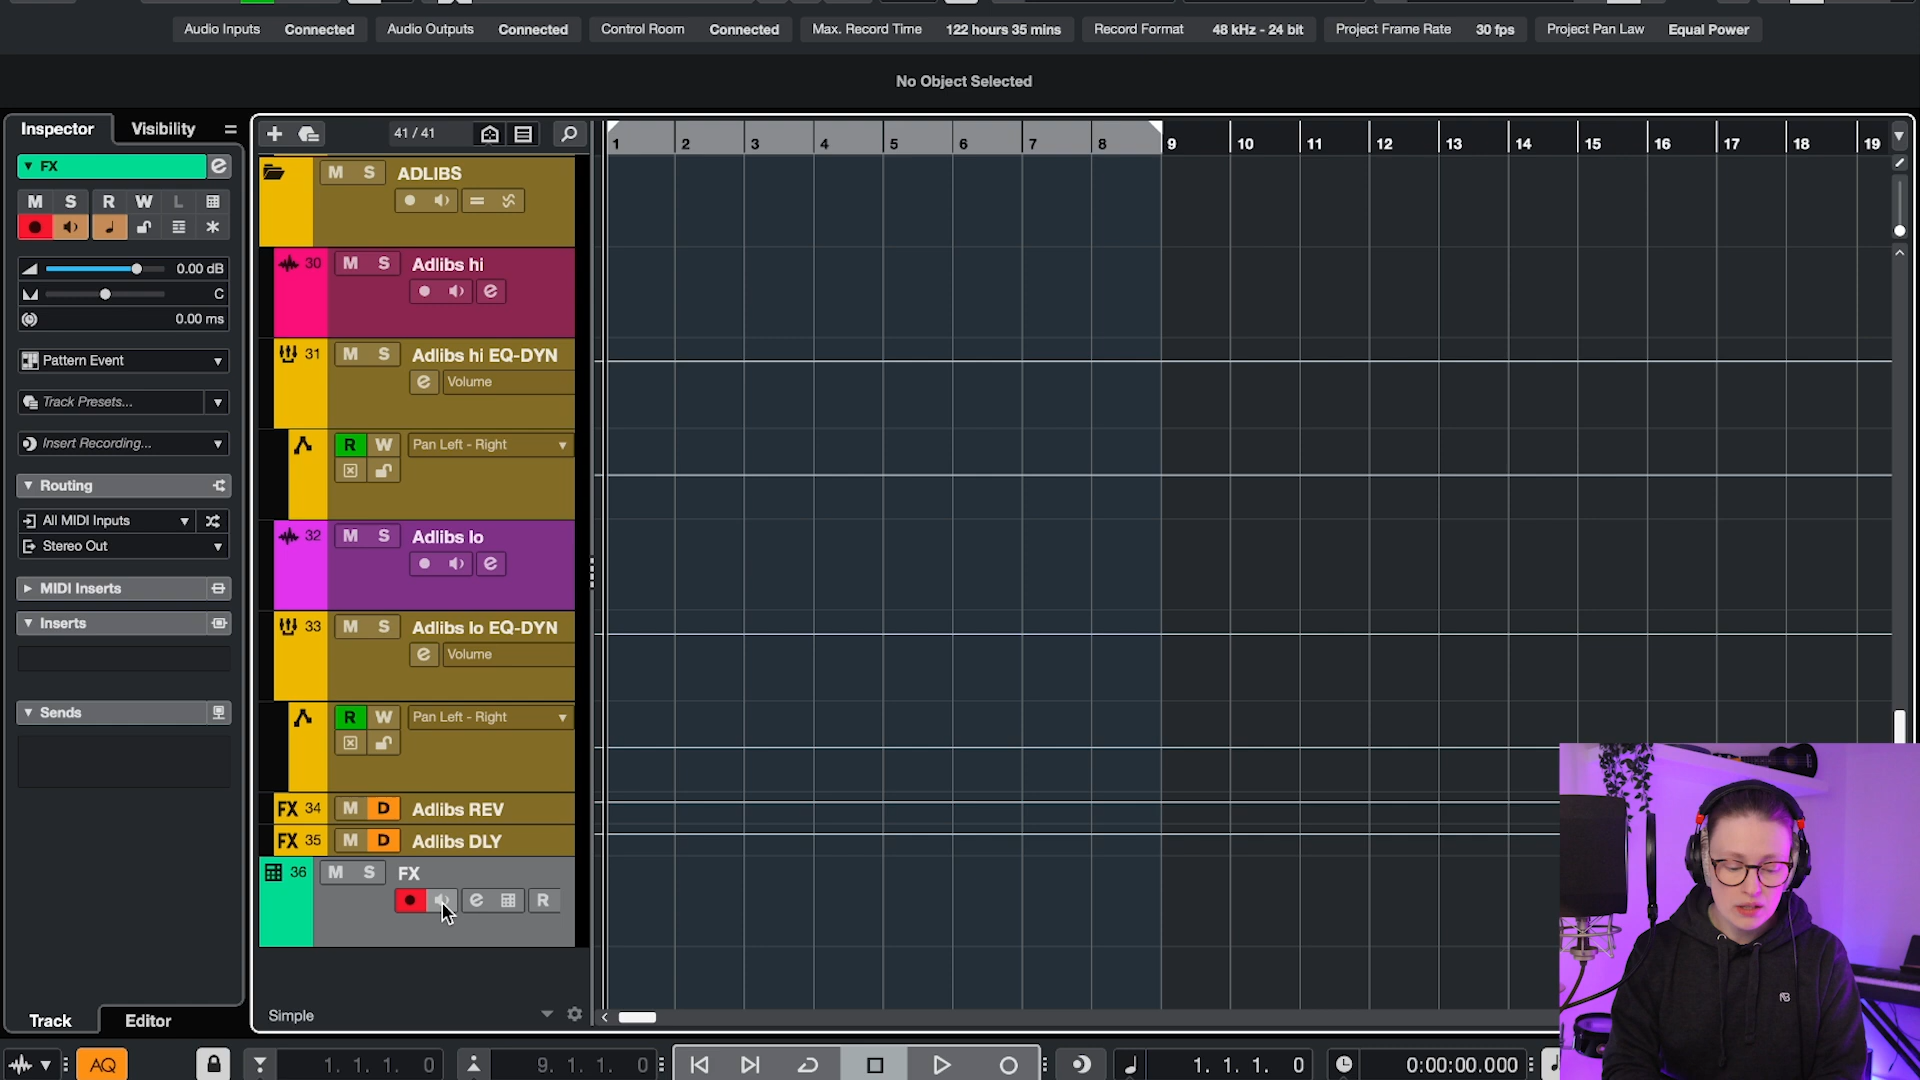 Audio Inputs Connected Audio Outputs Connected Control Room Connected Max. Record Time 122 hours 35 mins Record Format 48 kHz - 24 bit Project Frame Rate 30 fps Project Pan Law Equal Power
No Object Selected
Inspector Visibility
FX
M S R W L
0.00 dB
C
0.00 ms
Pattern Event
Track Presets...
Insert Recording...
Routing
All MIDI Inputs
Stereo Out
MIDI Inserts
Inserts
Sends
Track Editor
41 / 41
1 2 3 4 5 6 7 8 9 10 11 12 13 14 15 16 17 18 19
M S ADLIBS
30 M S Adlibs hi
31 M S Adlibs hi EQ-DYN
Volume
R W Pan Left - Right
32 M S Adlibs lo
33 M S Adlibs lo EQ-DYN
Volume
R W Pan Left - Right
FX 34 M D Adlibs REV
FX 35 M D Adlibs DLY
36 M S FX
R
Simple
AQ 1. 1. 1. 0 9. 1. 1. 0 1. 1. 1. 0 0:00:00.000